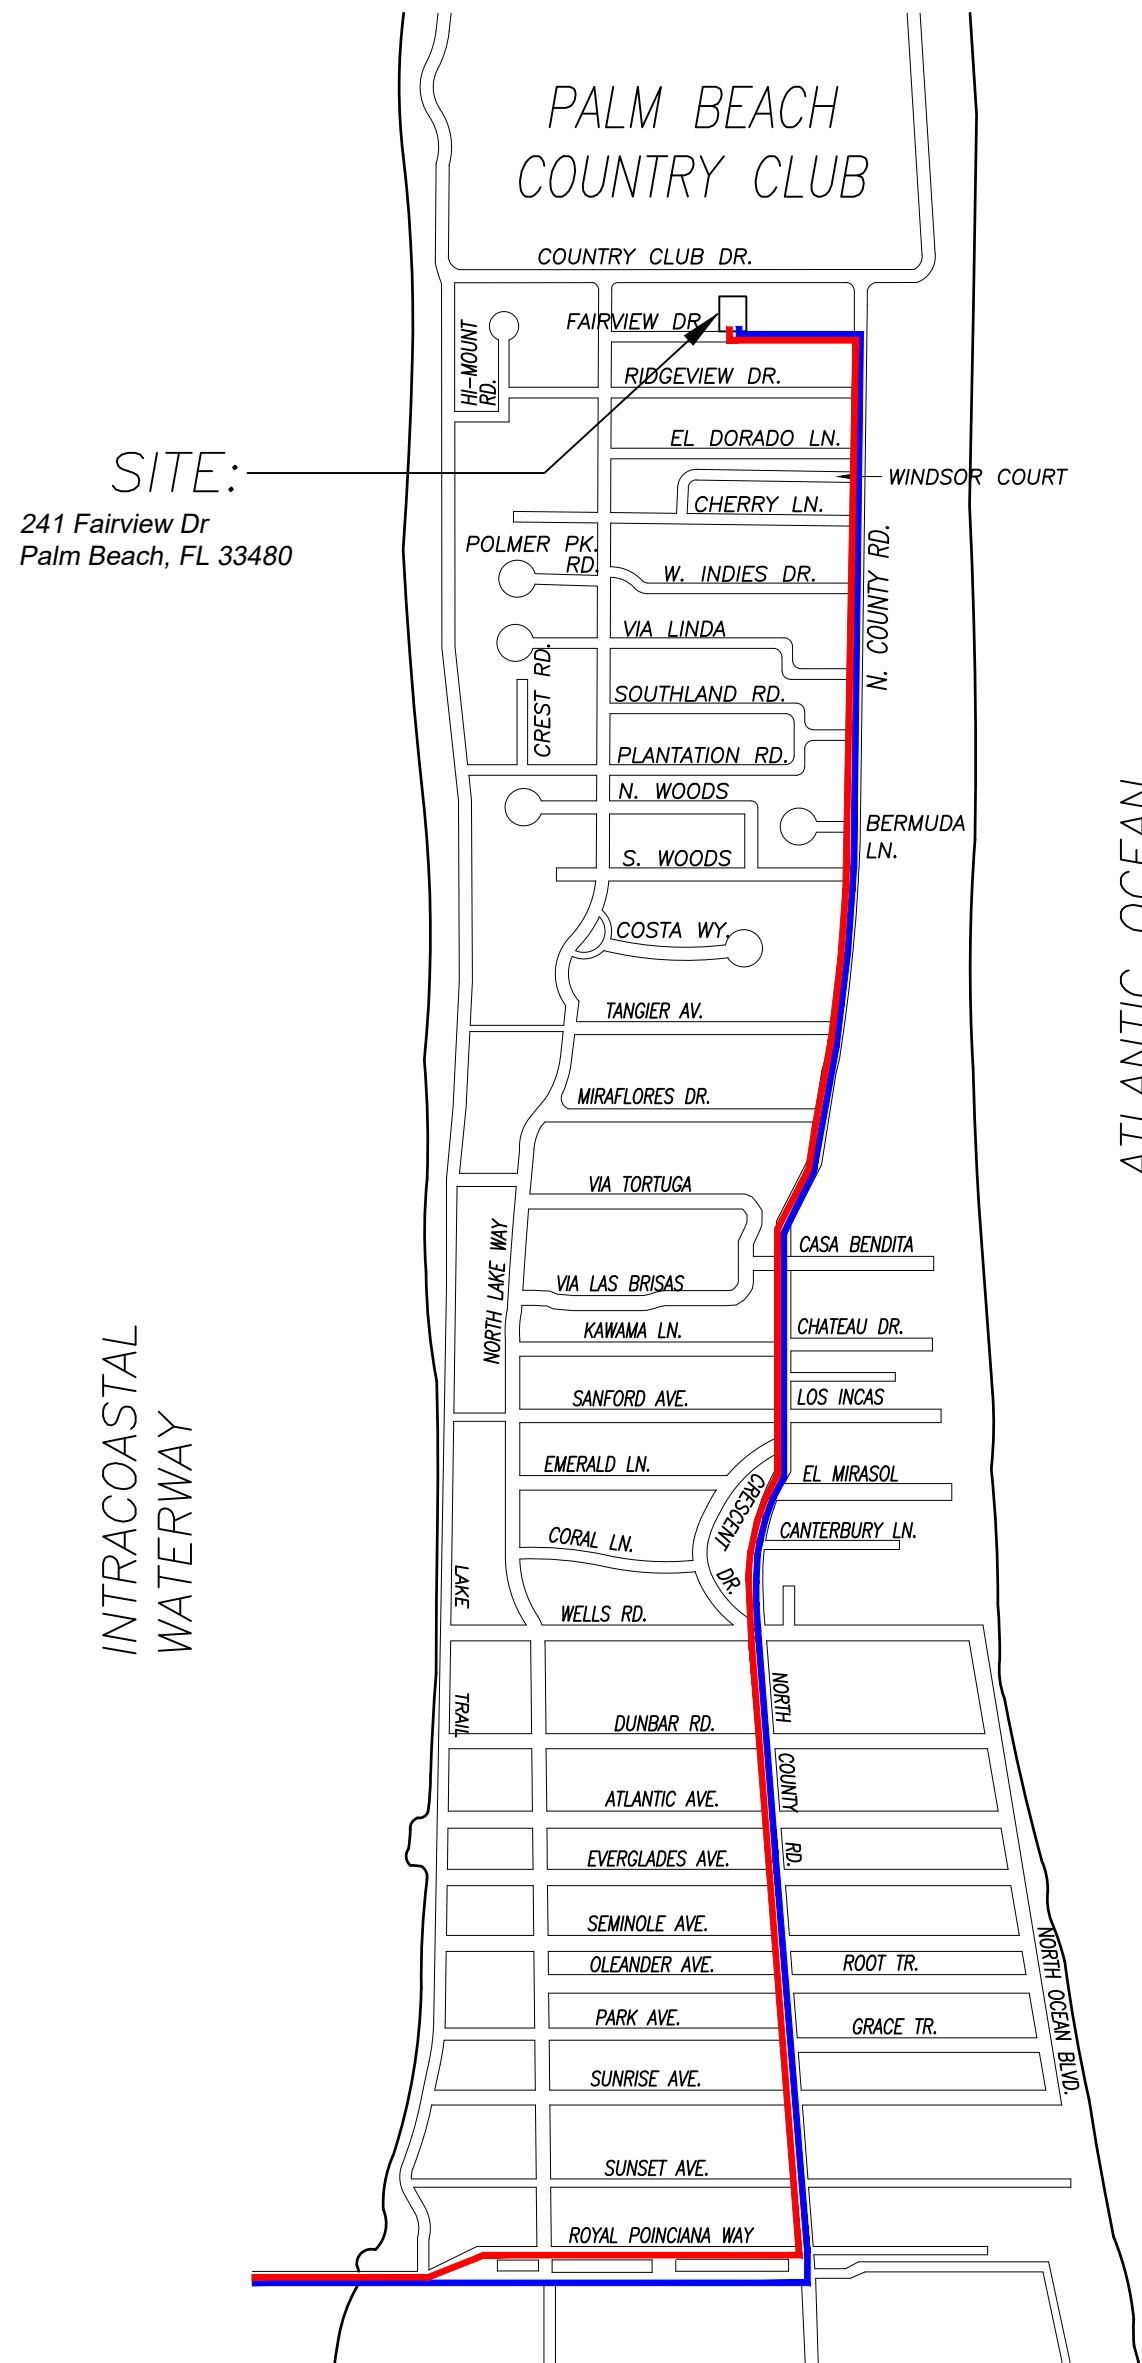 PALM BEACH
COUNTRY CLUB
COUNTRY CLUB DR.
FAIRVIEW DR.
HI-MOUNT
RD.
RIDGEVIEW DR.
EL DORADO LN.
SITE:
241 Fairview Dr
Palm Beach, FL 33480
WINDSOR COURT
CHERRY LN.
POLMER PK.
RD.
W. INDIES DR.
N. COUNTY RD.
VIA LINDA
CREST RD.
SOUTHLAND RD.
PLANTATION RD.
N. WOODS
BERMUDA
LN.
S. WOODS
ATLANTIC OCEAN
COSTA WY.
TANGIER AV.
MIRAFLORES DR.
VIA TORTUGA
NORTH LAKE WAY
CASA BENDITA
VIA LAS BRISAS
KAWAMA LN.
CHATEAU DR.
INTRACOASTAL
WATERWAY
SANFORD AVE.
LOS INCAS
EMERALD LN.
CRESCENT
DR.
EL MIRASOL
CORAL LN.
CANTERBURY LN.
LAKE
TRAIL
WELLS RD.
NORTH
COUNTY
RD.
DUNBAR RD.
ATLANTIC AVE.
EVERGLADES AVE.
SEMINOLE AVE.
NORTH OCEAN BLVD.
OLEANDER AVE.
ROOT TR.
PARK AVE.
GRACE TR.
SUNRISE AVE.
SUNSET AVE.
ROYAL POINCIANA WAY